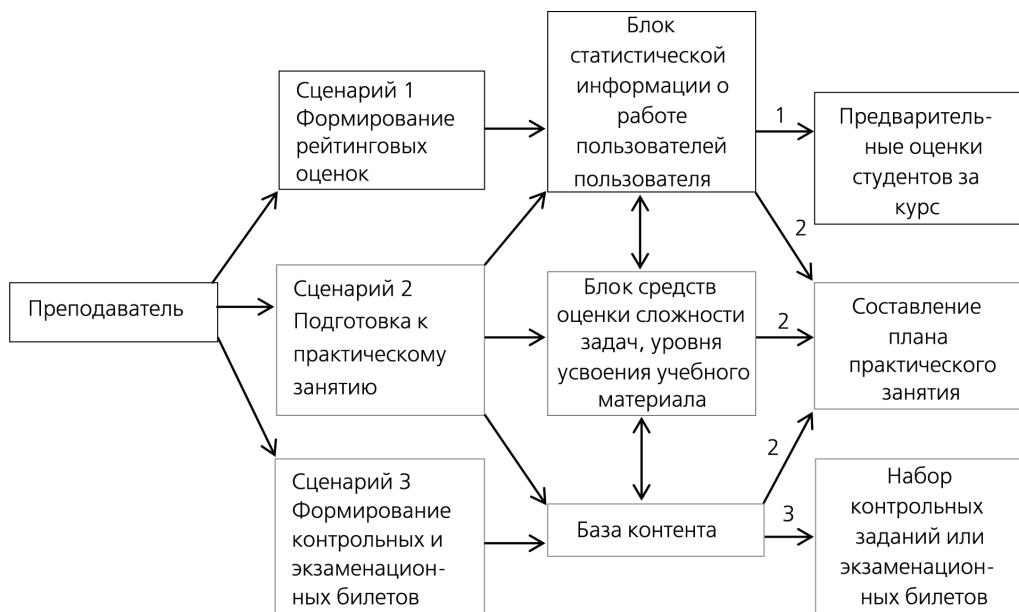 Преподаватель
Сценарий 1
Формирование
рейтинговых
оценок
Сценарий 2
Подготовка к
практическому
занятию
Сценарий 3
Формирование
контрольных и
экзаменацион-
ных билетов
Блок
статистической
информации о
работе
пользователей
пользователя
Блок средств
оценки сложности
задач, уровня
усвоения учебного
материала
База контента
1
2
2
2
3
Предваритель-
ные оценки
студентов за
курс
Составление
плана
практического
занятия
Набор
контрольных
заданий или
экзаменацион-
ных билетов